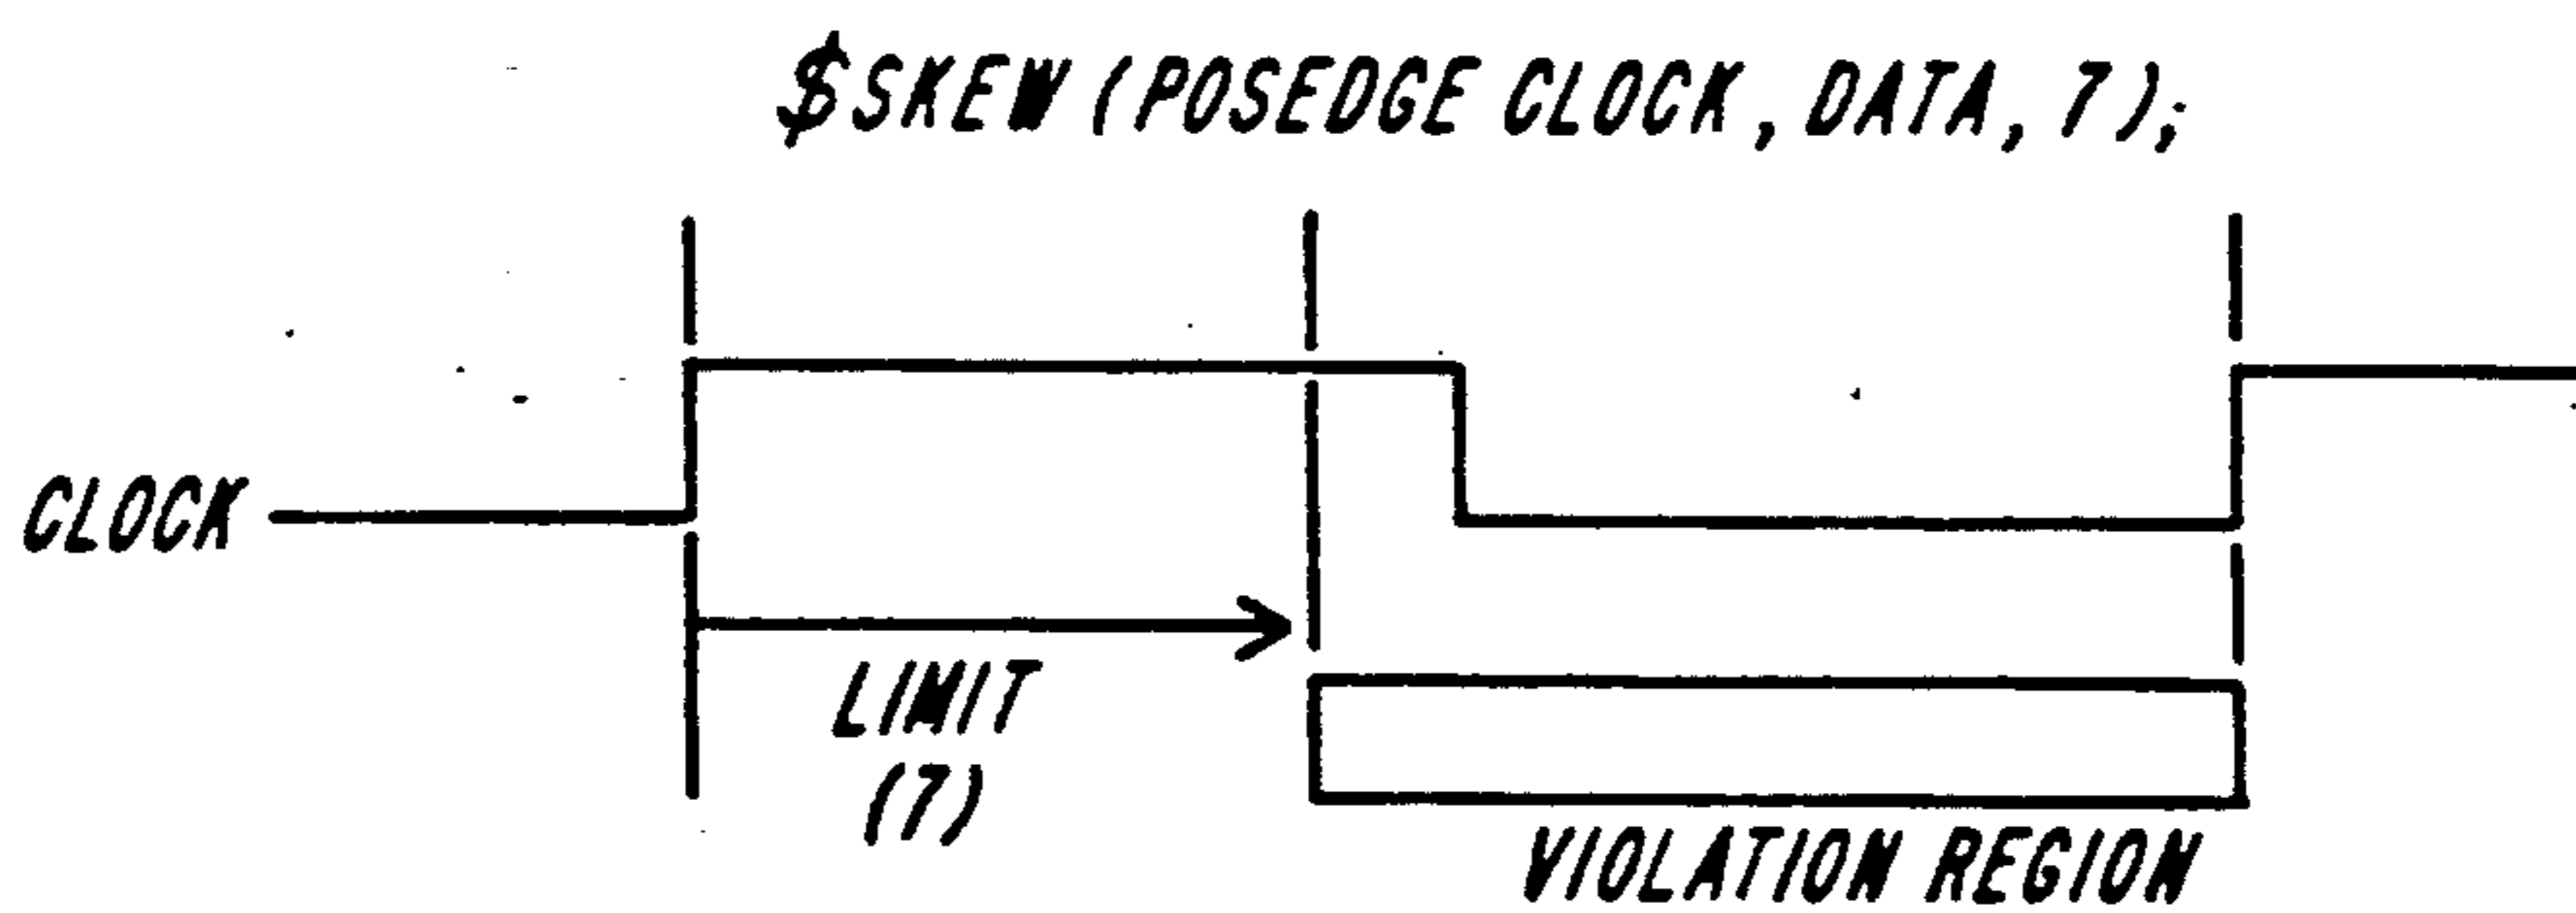 $SKEW (POSEDGE CLOCK, DATA, 7);
CLOCK
LIMIT
(7)
VIOLATION REGION